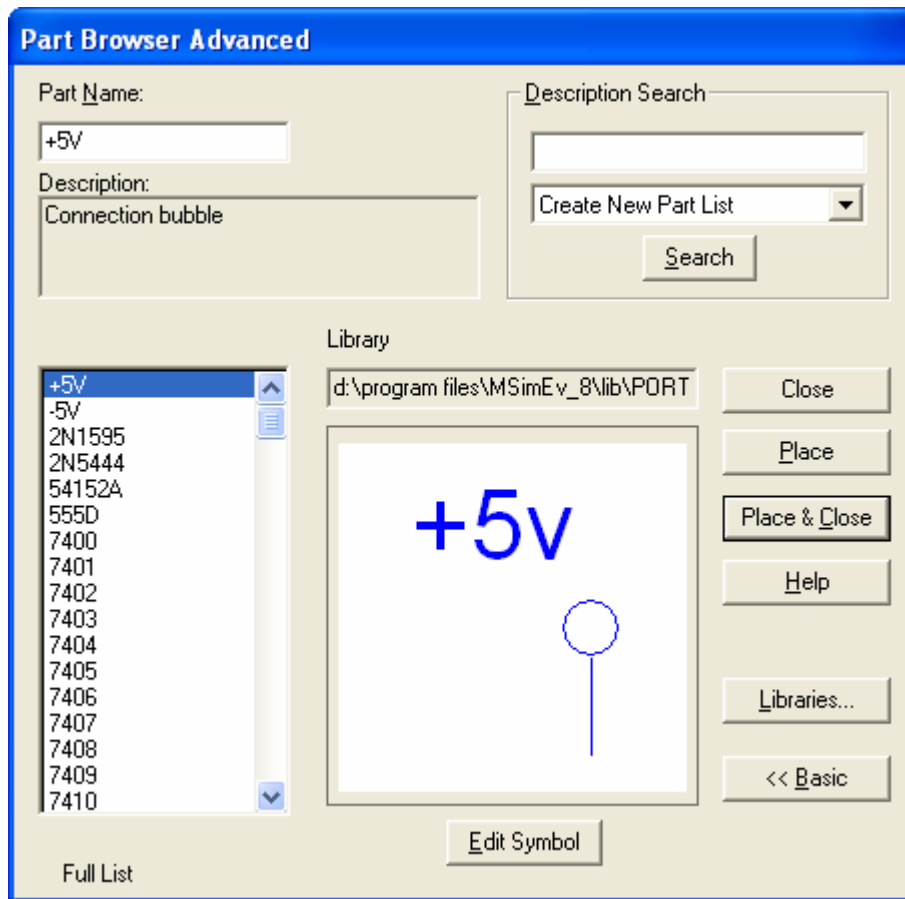 Part Browser Advanced
Part Name:
+5V
Description:
Connection bubble
Description Search
Create New Part List
Search
Library
d:\program files\MSimEv_8\lib\PORT
+5V
-5V
2N1595
2N5444
54152A
555D
7400
7401
7402
7403
7404
7405
7406
7407
7408
7409
7410
Full List
+5v
Edit Symbol
Close
Place
Place & Close
Help
Libraries...
<< Basic